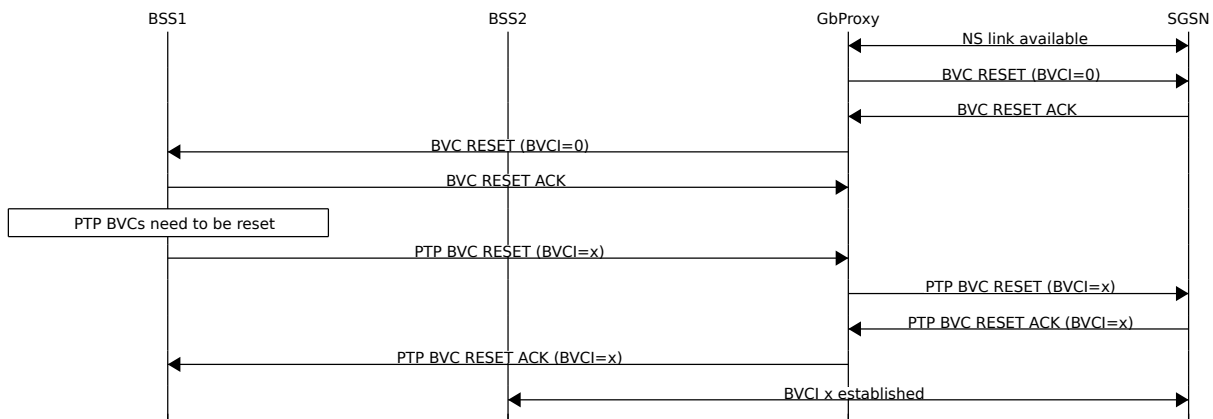 BSS1 BSS2 GbProxy SGSN
NS link available
BVC RESET (BVCI=0)
BVC RESET ACK
BVC RESET (BVCI=0)
BVC RESET ACK
PTP BVCs need to be reset
PTP BVC RESET (BVCI=x)
PTP BVC RESET (BVCI=x)
PTP BVC RESET ACK (BVCI=x)
PTP BVC RESET ACK (BVCI=x)
BVCI x established